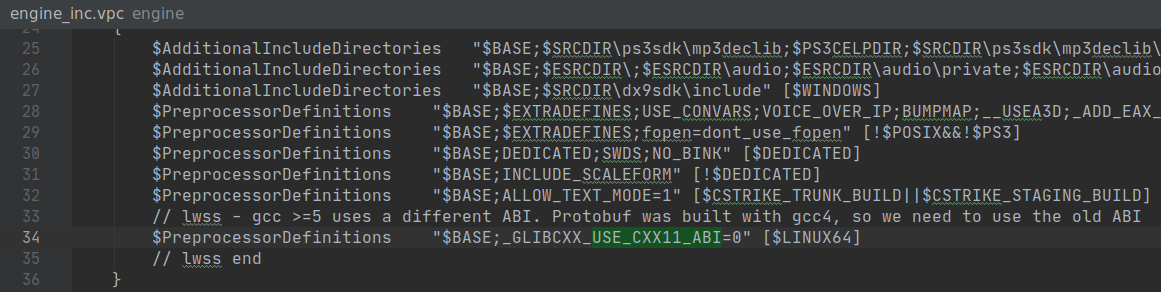 engine_inc.vpc engine
24 {
25 $AdditionalIncludeDirectories "$BASE;$SRCDIR\ps3sdk\mp3declib;$PS3CELPDIR;$SRCDIR\ps3sdk\mp3declib\
26 $AdditionalIncludeDirectories "$BASE;$ESRCDIR\;$ESRCDIR\audio;$ESRCDIR\audio\private;$ESRCDIR\audio
27 $AdditionalIncludeDirectories "$BASE;$SRCDIR\dx9sdk\include" [$WINDOWS]
28 $PreprocessorDefinitions "$BASE;$EXTRADEFINES;USE_CONVARS;VOICE_OVER_IP;BUMPMAP;__USEA3D;_ADD_EAX_
29 $PreprocessorDefinitions "$BASE;$EXTRADEFINES;fopen=dont_use_fopen" [!$POSIX&&!$PS3]
30 $PreprocessorDefinitions "$BASE;DEDICATED;SWDS;NO_BINK" [$DEDICATED]
31 $PreprocessorDefinitions "$BASE;INCLUDE_SCALEFORM" [!$DEDICATED]
32 $PreprocessorDefinitions "$BASE;ALLOW_TEXT_MODE=1" [$CSTRIKE_TRUNK_BUILD||$CSTRIKE_STAGING_BUILD]
33 // lwss - gcc >=5 uses a different ABI. Protobuf was built with gcc4, so we need to use the old ABI
34 $PreprocessorDefinitions "$BASE;_GLIBCXX_USE_CXX11_ABI=0" [$LINUX64]
35 // lwss end
36 }